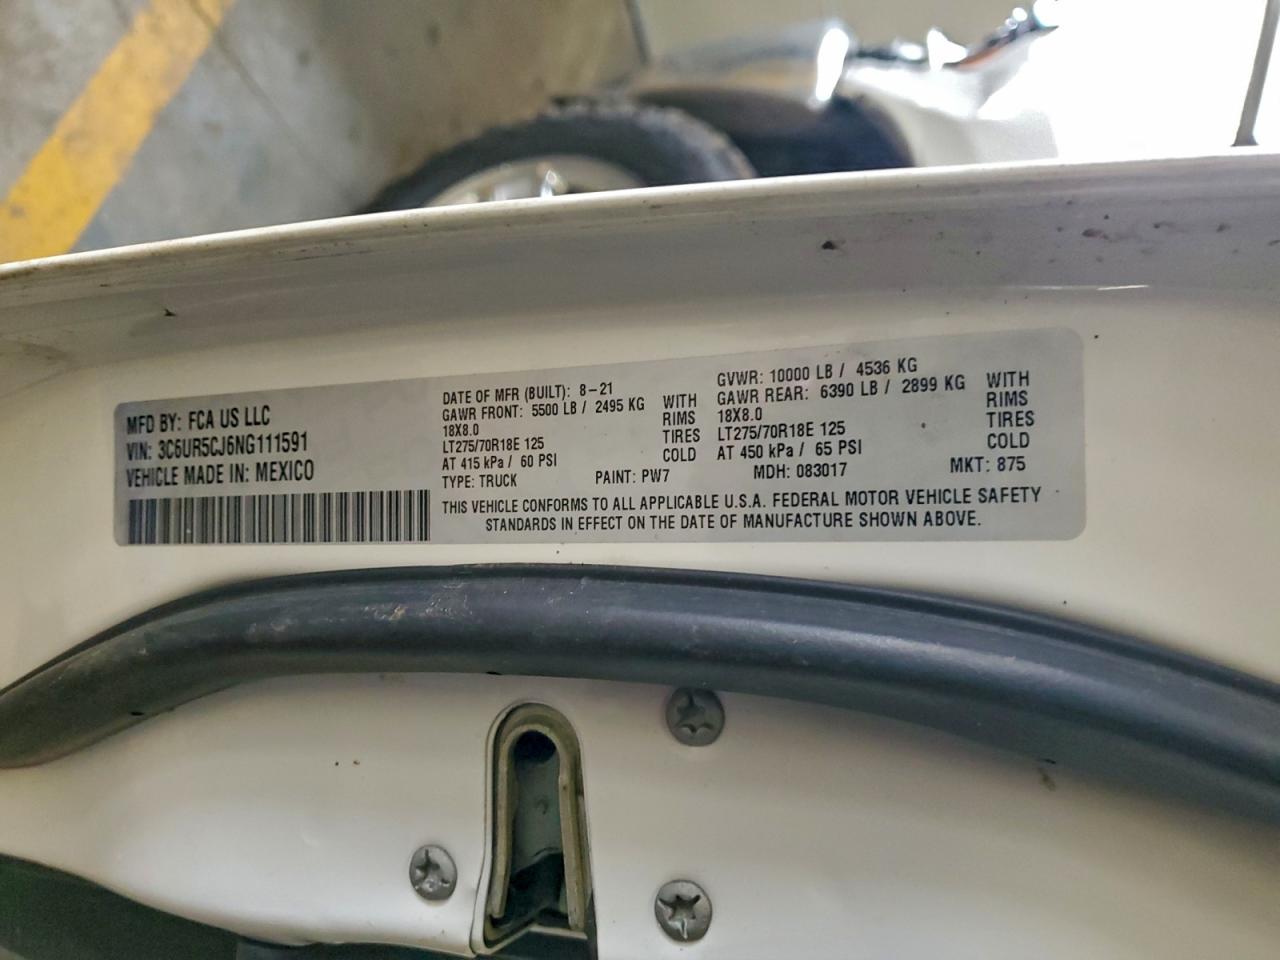 MFD BY: FCA US LLC
VIN: 3C6UR5CJ6NG111591
VEHICLE MADE IN: MEXICO
DATE OF MFR (BUILT): 8-21
GAWR FRONT: 5500 LB / 2495 KG WITH
18X8.0 RIMS
LT275/70R18E 125 TIRES
AT 415 kPa / 60 PSI COLD
TYPE: TRUCK PAINT: PW7
GVWR: 10000 LB / 4536 KG
GAWR REAR: 6390 LB / 2899 KG WITH
18X8.0 RIMS
LT275/70R18E 125 TIRES
AT 450 kPa / 65 PSI COLD
MDH: 083017 MKT: 875
THIS VEHICLE CONFORMS TO ALL APPLICABLE U.S.A. FEDERAL MOTOR VEHICLE SAFETY
STANDARDS IN EFFECT ON THE DATE OF MANUFACTURE SHOWN ABOVE.